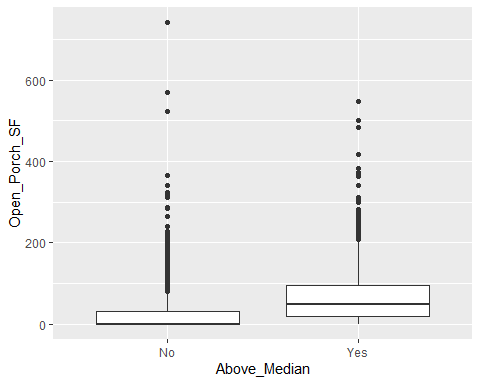 Open_Porch_SF
600
400
200
0
No
Yes
Above_Median